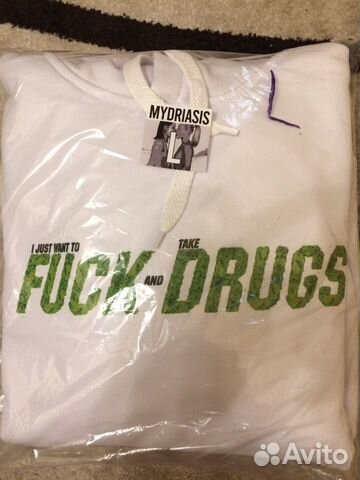 MYDRIASIS
L
L
I JUST WANT TO TAKE
FUCK AND DRUGS
Avito